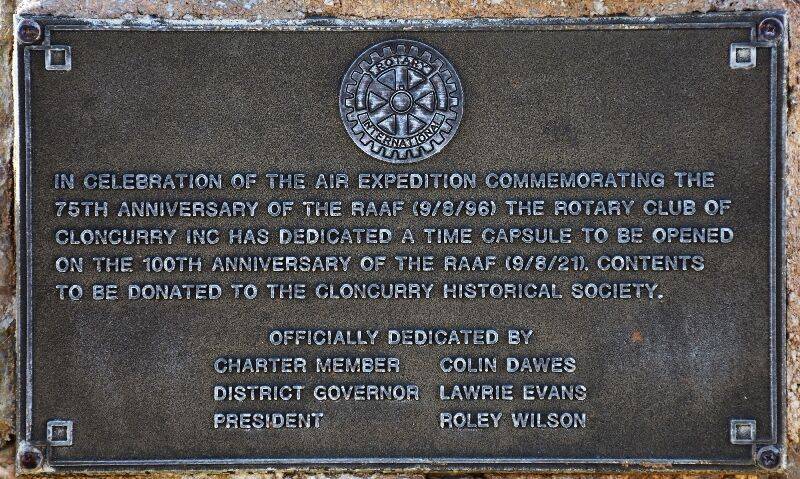 ROTARY
INTERNATIONAL
IN CELEBRATION OF THE AIR EXPEDITION COMMEMORATING THE
75TH ANNIVERSARY OF THE RAAF (9/8/96) THE ROTARY CLUB OF
CLONCURRY INC HAS DEDICATED A TIME CAPSULE TO BE OPENED
ON THE 100TH ANNIVERSARY OF THE RAAF (9/8/21). CONTENTS
TO BE DONATED TO THE CLONCURRY HISTORICAL SOCIETY.
OFFICIALLY DEDICATED BY
CHARTER MEMBER COLIN DAWES
DISTRICT GOVERNOR LAWRIE EVANS
PRESIDENT ROLEY WILSON